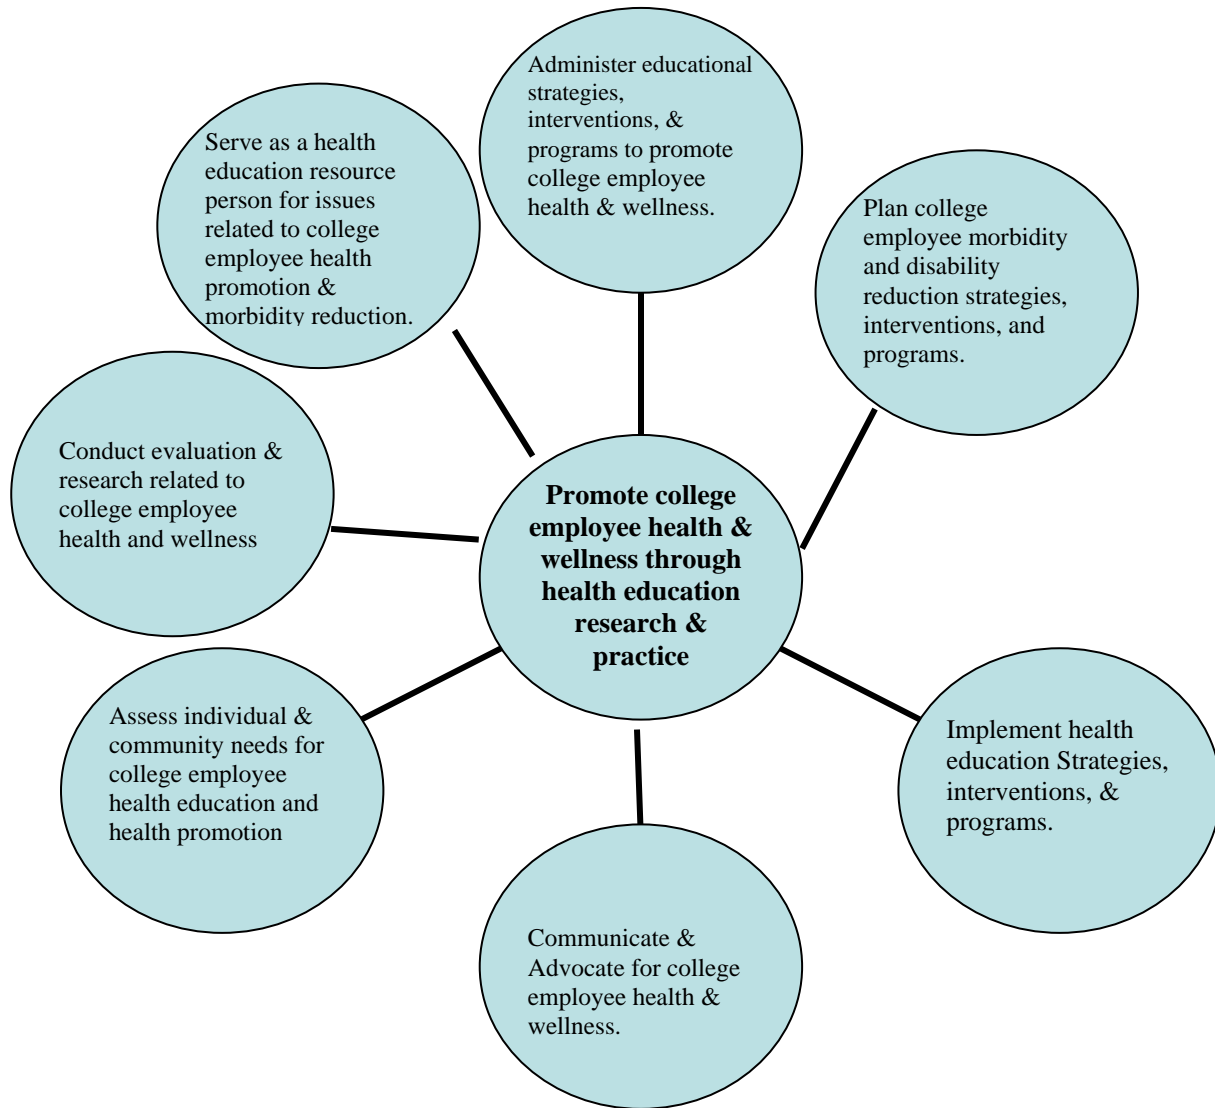 Administer educational
strategies,
interventions, &
programs to promote
college employee
health & wellness.
Serve as a health
education resource
person for issues
related to college
employee health
promotion &
morbidity reduction.
Plan college
employee morbidity
and disability
reduction strategies,
interventions, and
programs.
Conduct evaluation &
research related to
college employee
health and wellness
Promote college
employee health &
wellness through
health education
research &
practice
Assess individual &
community needs for
college employee
health education and
health promotion
Implement health
education Strategies,
interventions, &
programs.
Communicate &
Advocate for college
employee health &
wellness.